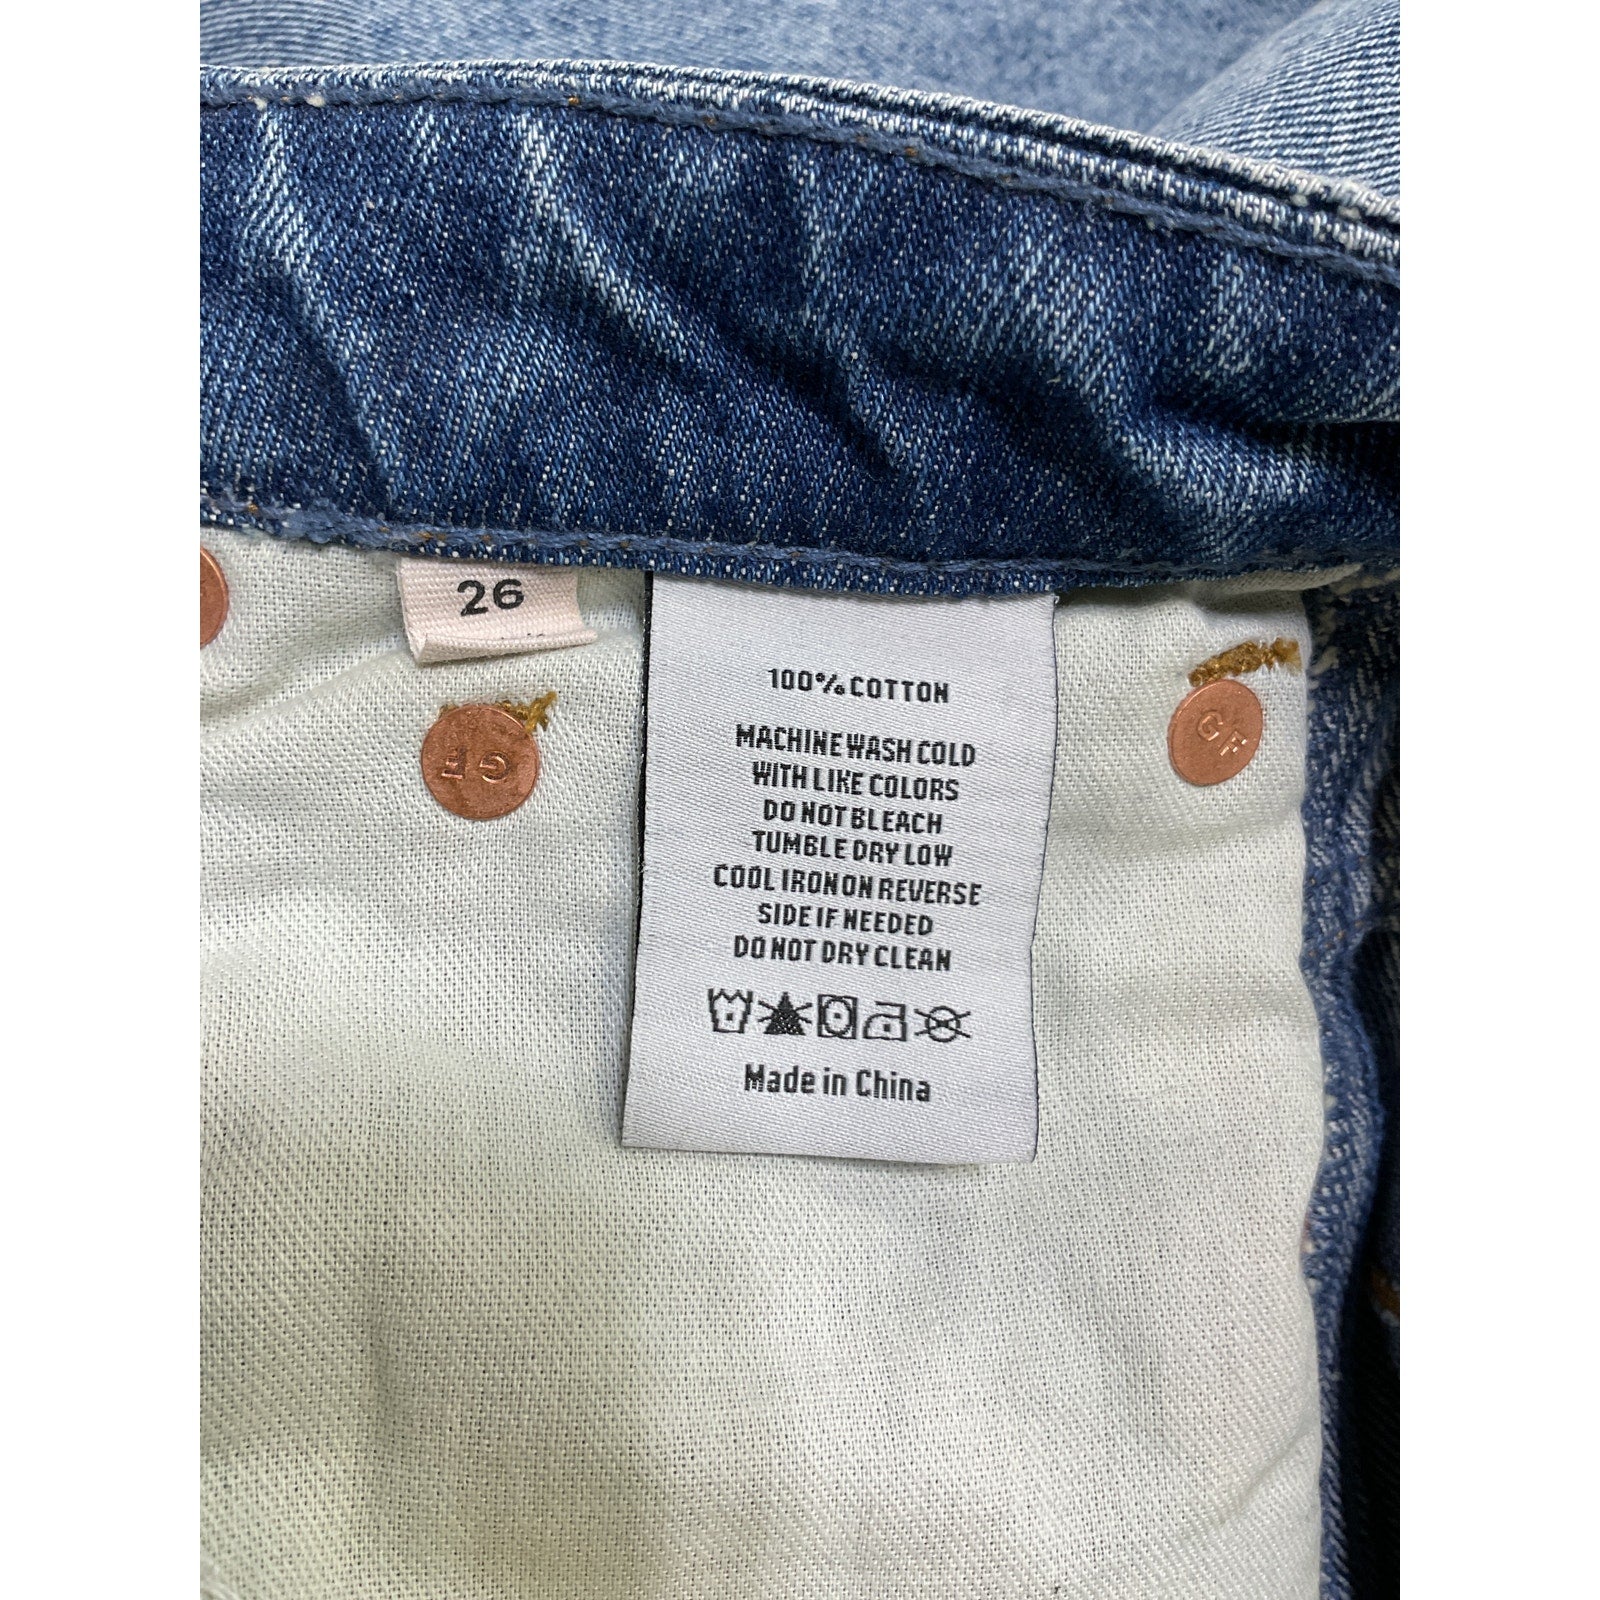 26
GF
GF
100% COTTON
MACHINE WASH COLD
WITH LIKE COLORS
DO NOT BLEACH
TUMBLE DRY LOW
COOL IRON ON REVERSE
SIDE IF NEEDED
DO NOT DRY CLEAN
Made in China